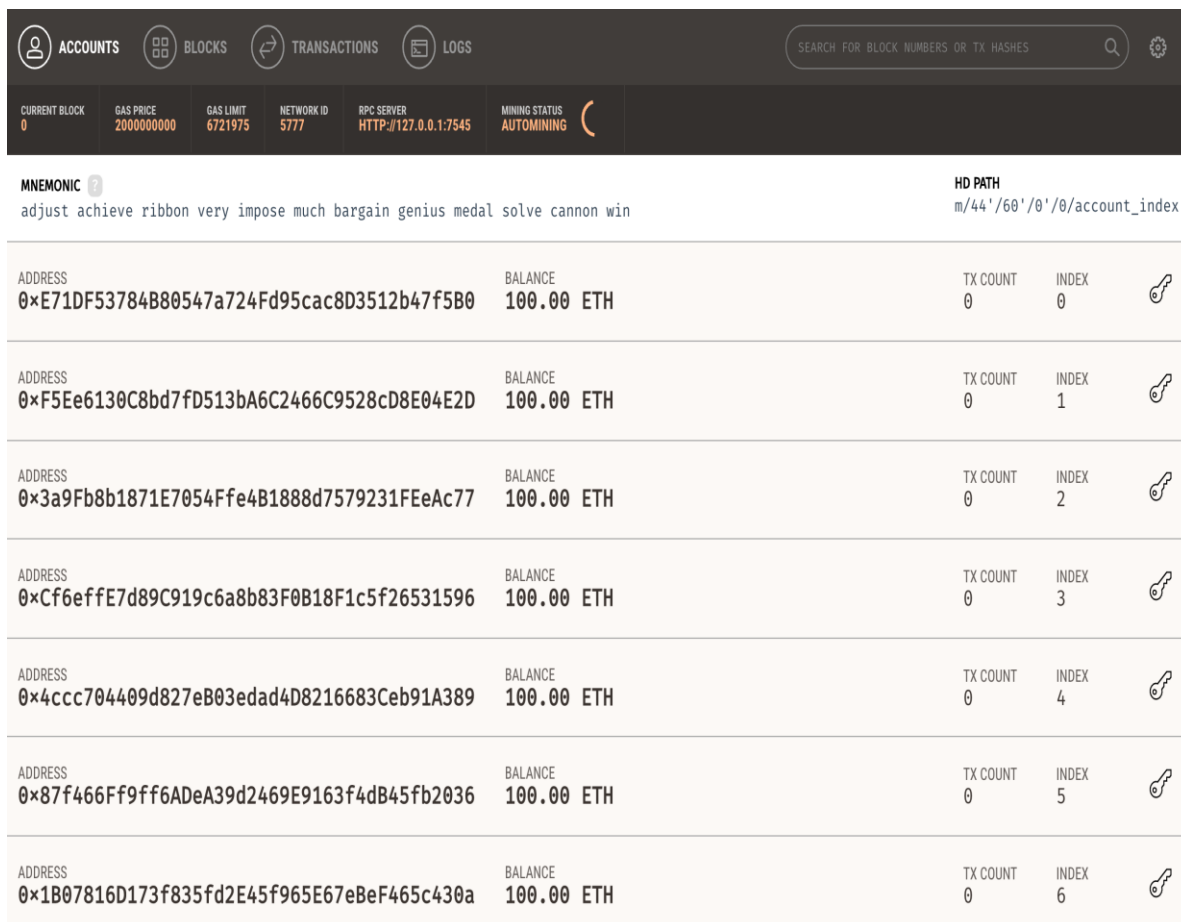 ACCOUNTS BLOCKS TRANSACTIONS LOGS SEARCH FOR BLOCK NUMBERS OR TX HASHES
CURRENT BLOCK GAS PRICE GAS LIMIT NETWORK ID RPC SERVER MINING STATUS
0 2000000000 6721975 5777 HTTP://127.0.0.1:7545 AUTOMINING
MNEMONIC ? HD PATH
adjust achieve ribbon very impose much bargain genius medal solve cannon win m/44'/60'/0'/0/account_index
ADDRESS BALANCE TX COUNT INDEX
0×E71DF53784B80547a724Fd95cac8D3512b47f5B0 100.00 ETH 0 0
ADDRESS BALANCE TX COUNT INDEX
0×F5Ee6130C8bd7fD513bA6C2466C9528cD8E04E2D 100.00 ETH 0 1
ADDRESS BALANCE TX COUNT INDEX
0×3a9Fb8b1871E7054Ffe4B1888d7579231FEeAc77 100.00 ETH 0 2
ADDRESS BALANCE TX COUNT INDEX
0×Cf6effE7d89C919c6a8b83F0B18F1c5f26531596 100.00 ETH 0 3
ADDRESS BALANCE TX COUNT INDEX
0×4ccc704409d827eB03edad4D8216683Ceb91A389 100.00 ETH 0 4
ADDRESS BALANCE TX COUNT INDEX
0×87f466Ff9ff6ADeA39d2469E9163f4dB45fb2036 100.00 ETH 0 5
ADDRESS BALANCE TX COUNT INDEX
0×1B07816D173f835fd2E45f965E67eBeF465c430a 100.00 ETH 0 6